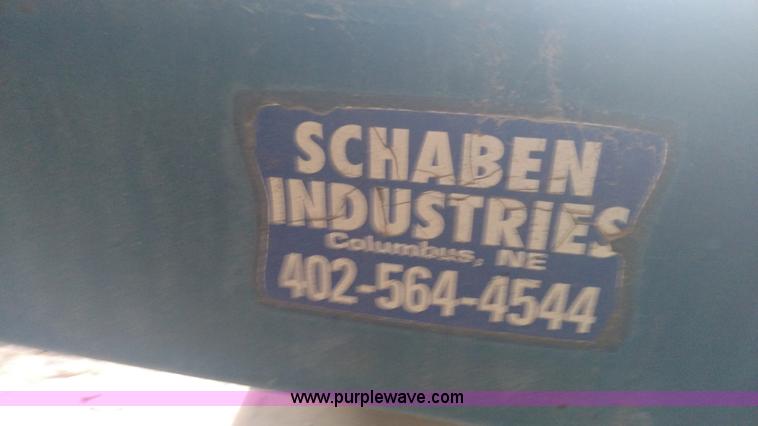 SCHABEN
INDUSTRIES
Columbus, NE
402-564-4544
www.purplewave.com